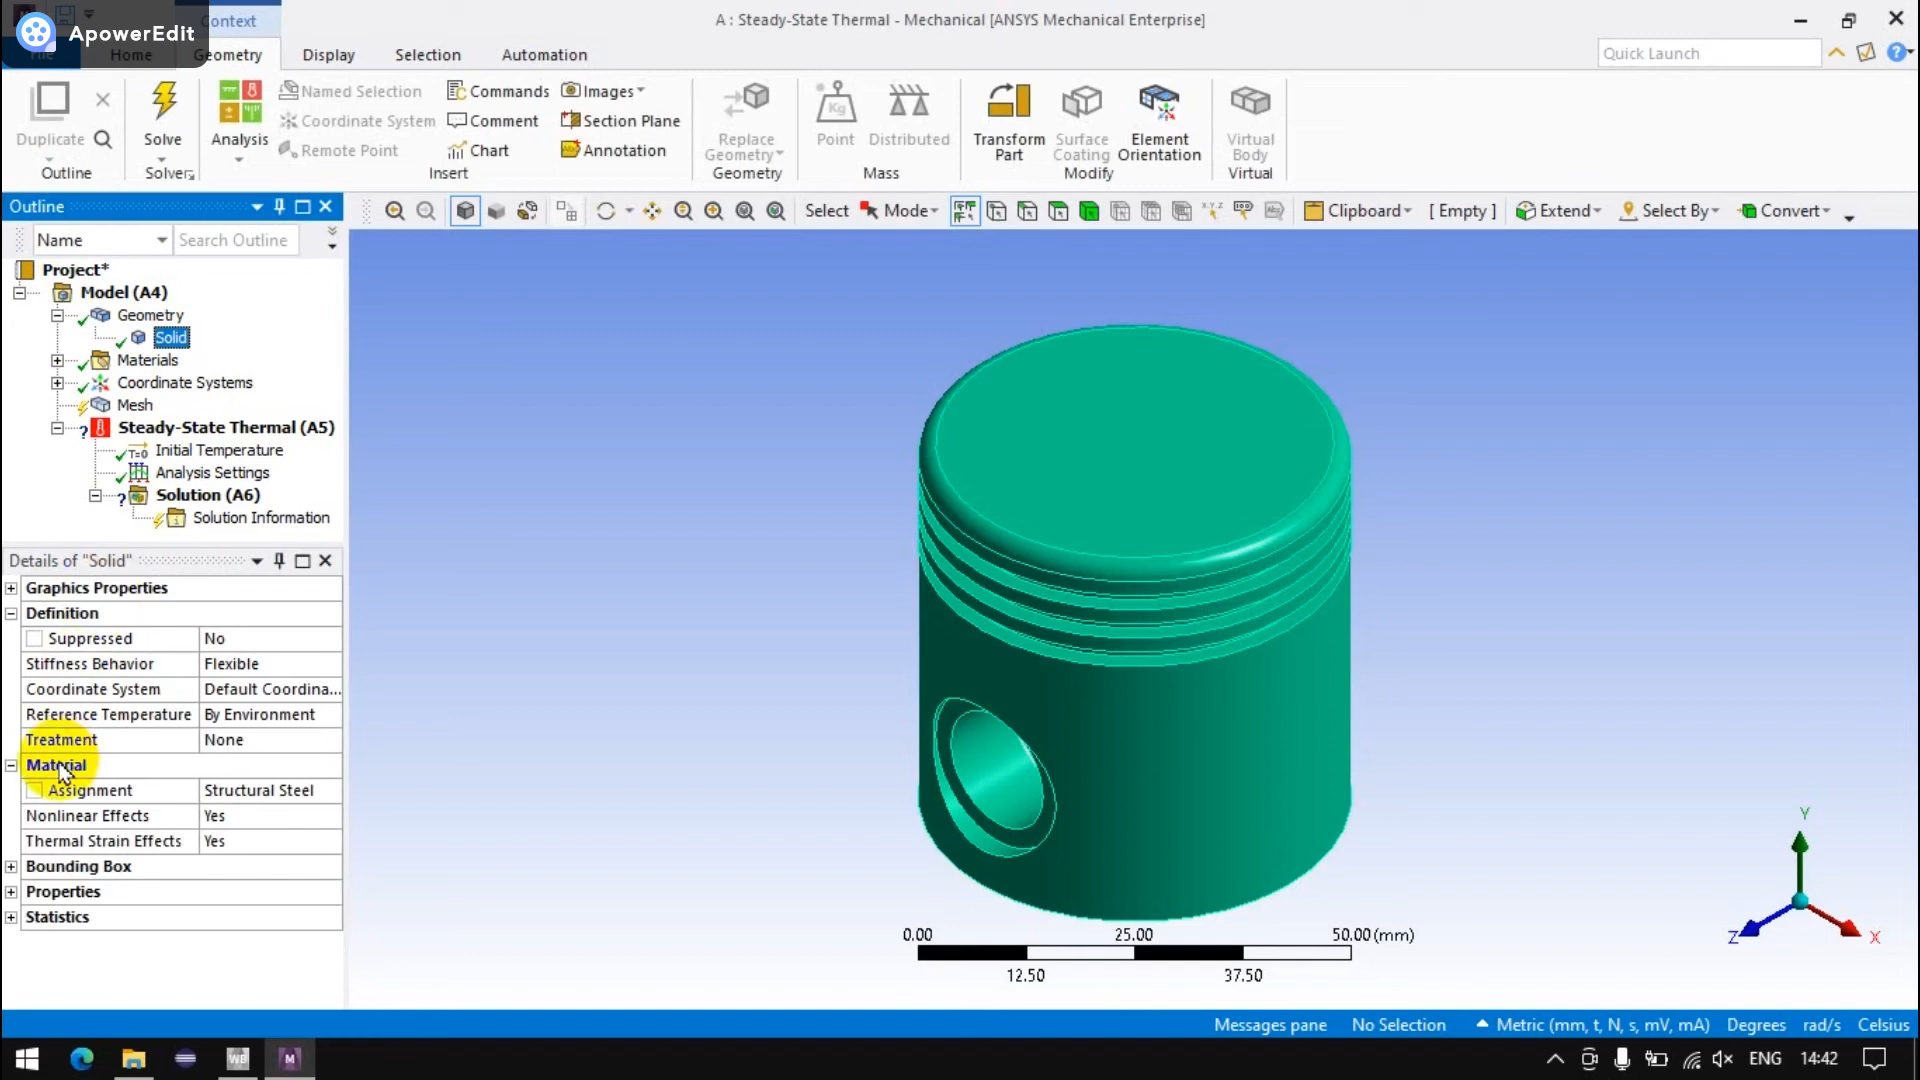 ApowerEdit
Context
A : Steady-State Thermal - Mechanical [ANSYS Mechanical Enterprise]
File
Home
Geometry
Display
Selection
Automation
Quick Launch
Duplicate
Outline
Solve
Solver
Analysis
Named Selection
Coordinate System
Remote Point
Commands
Comment
Chart
Images
Section Plane
Annotation
Insert
Replace
Geometry
Geometry
Point
Distributed
Mass
Transform
Part
Surface
Coating
Element
Orientation
Modify
Virtual
Body
Virtual
Outline
Select
Mode
Clipboard
[ Empty ]
Extend
Select By
Convert
Name
Search Outline
Project*
Model (A4)
Geometry
Solid
Materials
Coordinate Systems
Mesh
Steady-State Thermal (A5)
T=0 Initial Temperature
Analysis Settings
Solution (A6)
Solution Information
Details of "Solid"
Graphics Properties
Definition
Suppressed No
Stiffness Behavior Flexible
Coordinate System Default Coordina...
Reference Temperature By Environment
Treatment None
Material
Assignment Structural Steel
Nonlinear Effects Yes
Thermal Strain Effects Yes
Bounding Box
Properties
Statistics
0.00 25.00 50.00 (mm)
12.50 37.50
Y
Z
X
Messages pane
No Selection
Metric (mm, t, N, s, mV, mA)
Degrees
rad/s
Celsius
WB
M
ENG
14:42